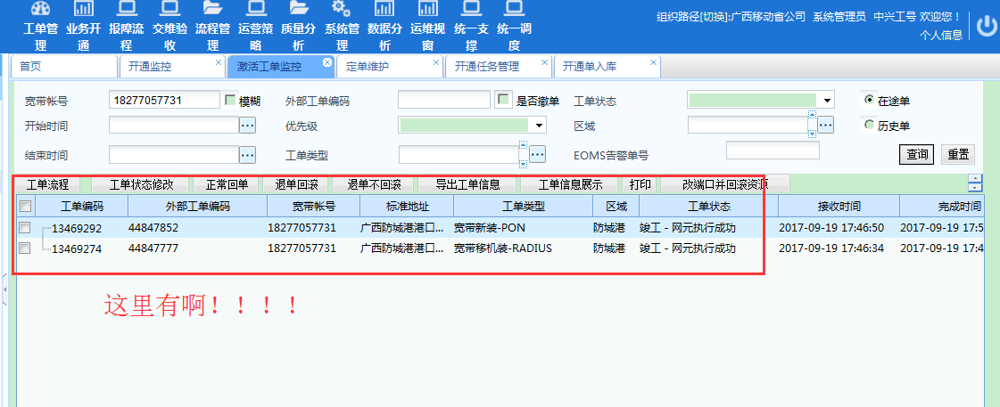 组织路径[切换]:广西移动省公司 系统管理员 中兴工号 欢迎您！
个人信息
工单管理 业务开通 报障流程 交维验收 流程管理 运营策略 质量分析 系统管理 数据分析 运维视窗 统一支撑 统一调度
首页 开通监控 激活工单监控 定单维护 开通任务管理 开通单入库
宽带帐号 18277057731 模糊 外部工单编码 是否撤单 工单状态 在途单
开始时间 优先级 区域 历史单
结束时间 工单类型 EOMS告警单号 查询 重置
工单流程 工单状态修改 正常回单 退单回滚 退单不回滚 导出工单信息 工单信息展示 打印 改端口并回滚资源
工单编码 外部工单编码 宽带帐号 标准地址 工单类型 区域 工单状态 接收时间 完成时间
13469292 44847852 18277057731 广西防城港港口... 宽带新装-PON 防城港 竣工 - 网元执行成功 2017-09-19 17:46:50 2017-09-19 17:5
13469274 44847777 18277057731 广西防城港港口... 宽带移机装-RADIUS 防城港 竣工 - 网元执行成功 2017-09-19 17:46:34 2017-09-19 17:4
这里有啊！！！！